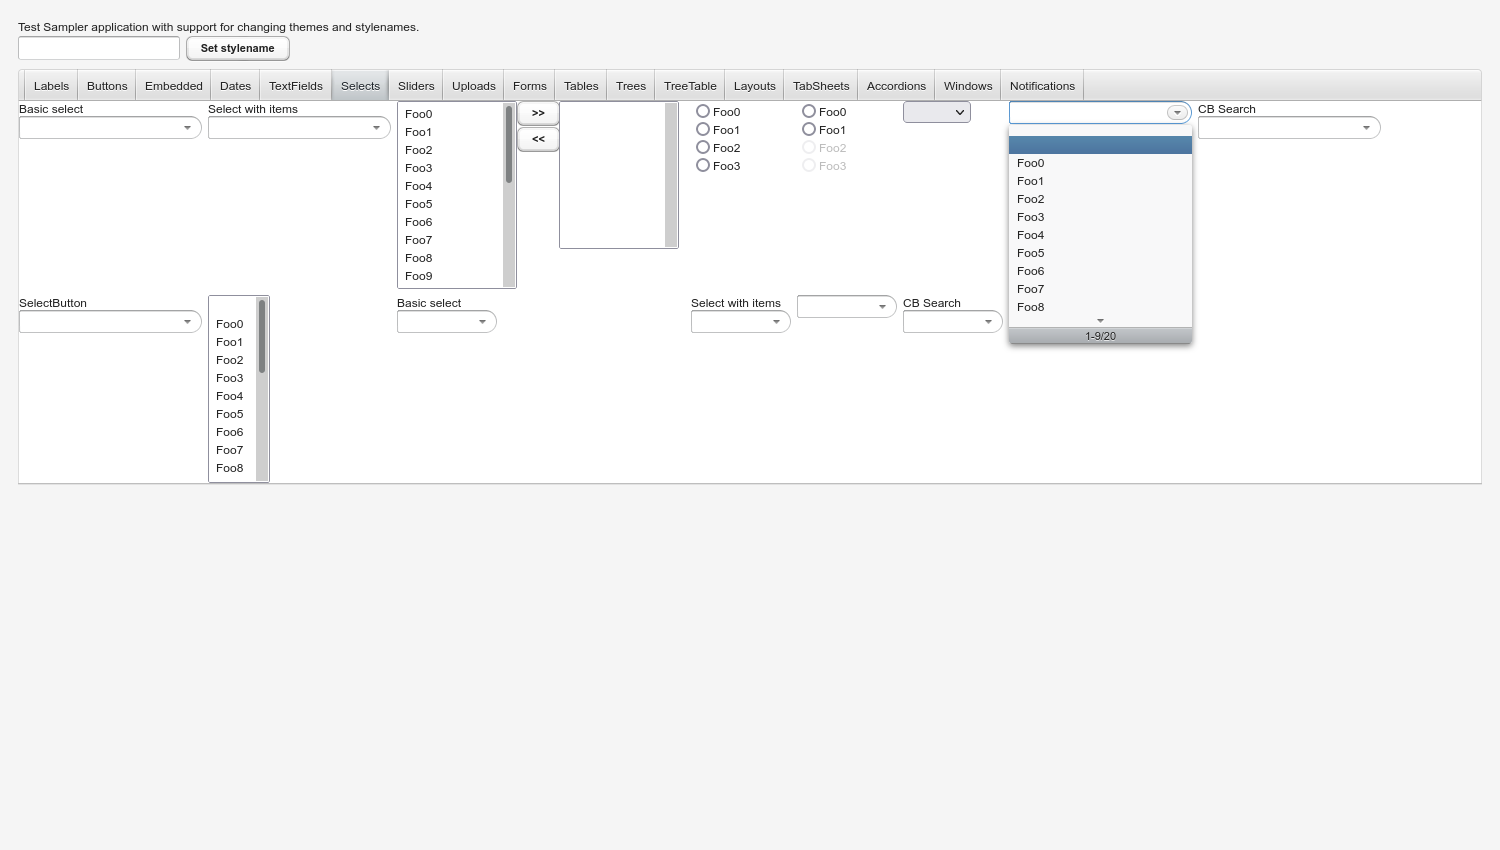 Test Sampler application with support for changing themes and stylenames.
Set stylename
Labels Buttons Embedded Dates TextFields Selects Sliders Uploads Forms Tables Trees TreeTable Layouts TabSheets Accordions Windows Notifications
Basic select
Select with items
Foo0
Foo1
Foo2
Foo3
Foo4
Foo5
Foo6
Foo7
Foo8
Foo9
>>
<<
Foo0
Foo1
Foo2
Foo3
Foo0
Foo1
Foo2
Foo3
Foo0
Foo1
Foo2
Foo3
Foo4
Foo5
Foo6
Foo7
Foo8
1-9/20
CB Search
SelectButton
Foo0
Foo1
Foo2
Foo3
Foo4
Foo5
Foo6
Foo7
Foo8
Basic select
Select with items
CB Search